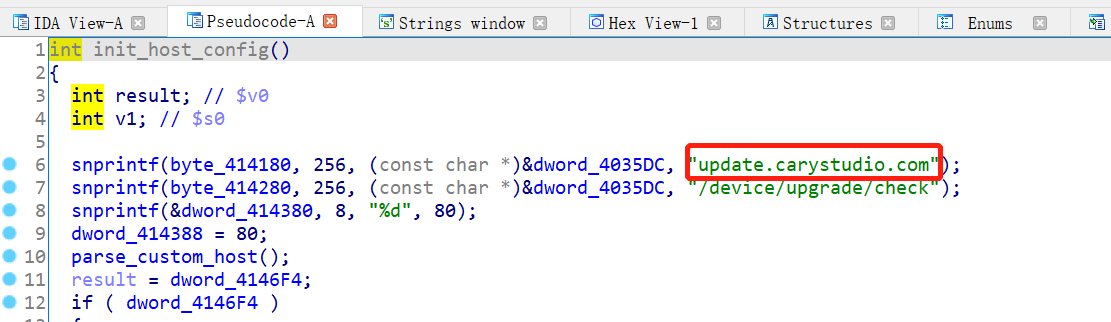 IDA View-A Pseudocode-A Strings window Hex View-1 Structures Enums
1 int init_host_config()
2 {
3 int result; // $v0
4 int v1; // $s0
5
6 snprintf(byte_414180, 256, (const char *)&dword_4035DC, "update.carystudio.com");
7 snprintf(byte_414280, 256, (const char *)&dword_4035DC, "/device/upgrade/check");
8 snprintf(&dword_414380, 8, "%d", 80);
9 dword_414388 = 80;
10 parse_custom_host();
11 result = dword_4146F4;
12 if ( dword_4146F4 )